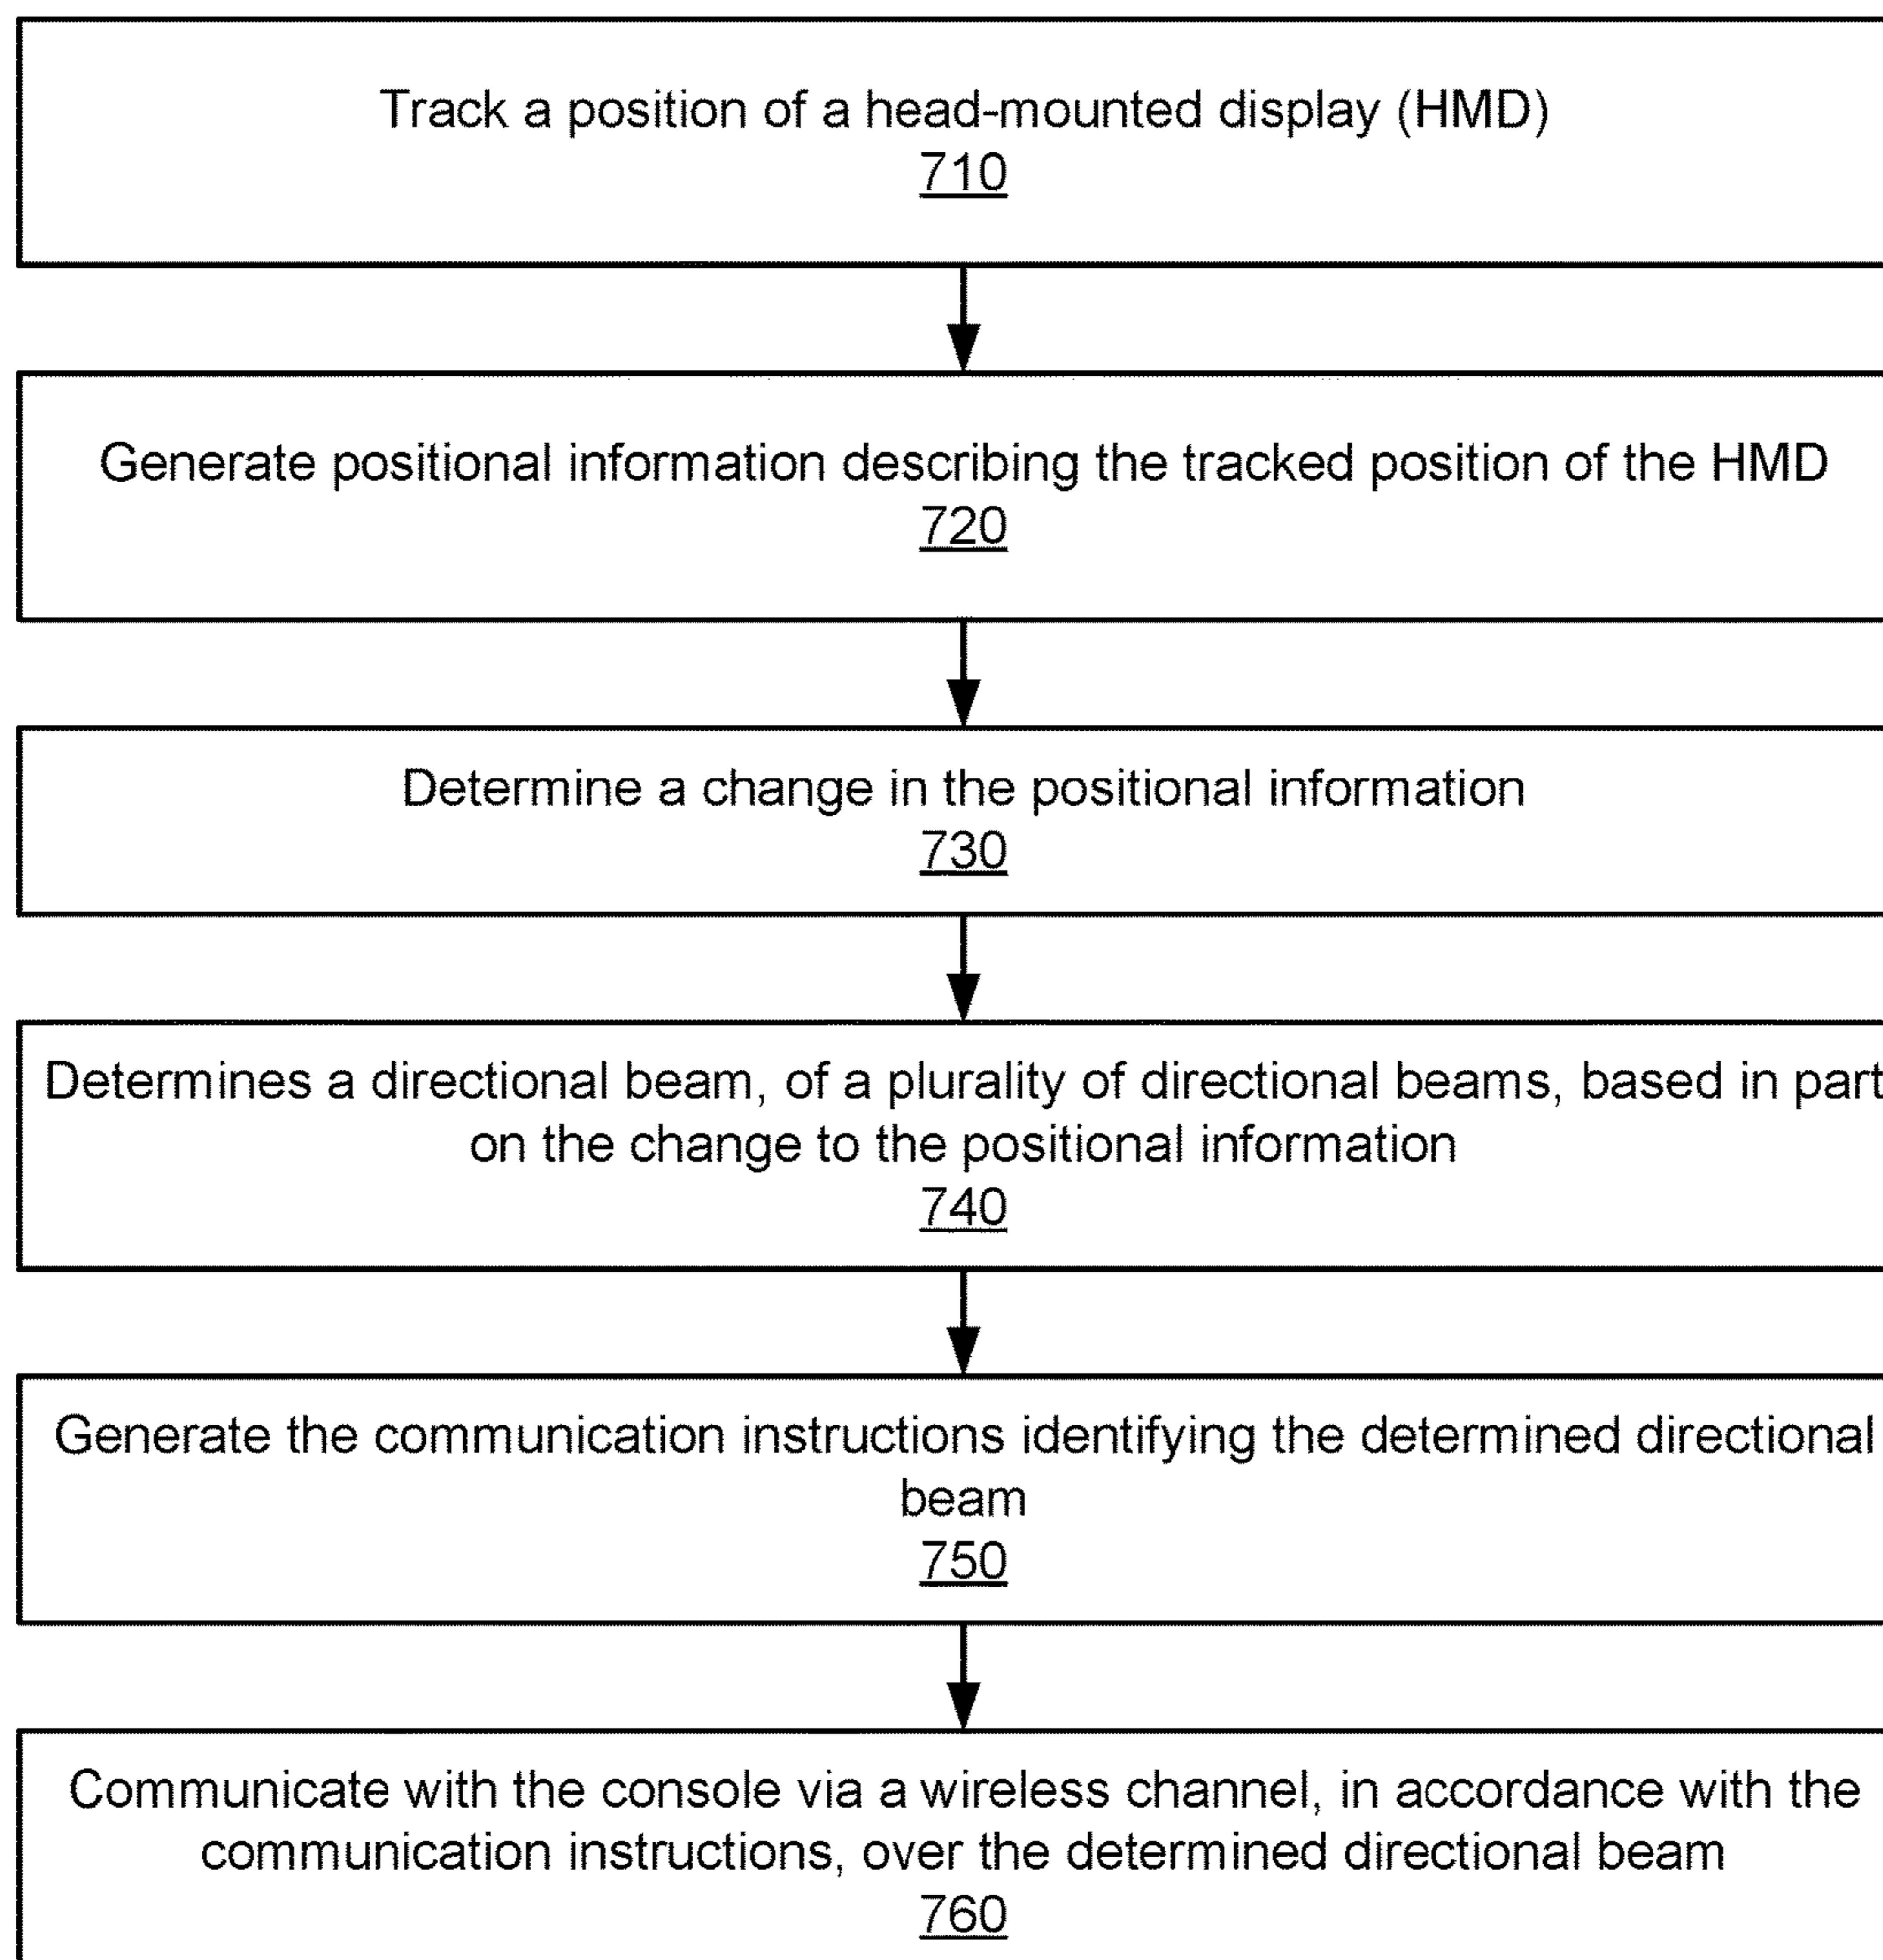 Track a position of a head-mounted display (HMD)
710
Generate positional information describing the tracked position of the HMD
720
Determine a change in the positional information
730
Determines a directional beam, of a plurality of directional beams, based in part
on the change to the positional information
740
Generate the communication instructions identifying the determined directional
beam
750
Communicate with the console via a wireless channel, in accordance with the
communication instructions, over the determined directional beam
760